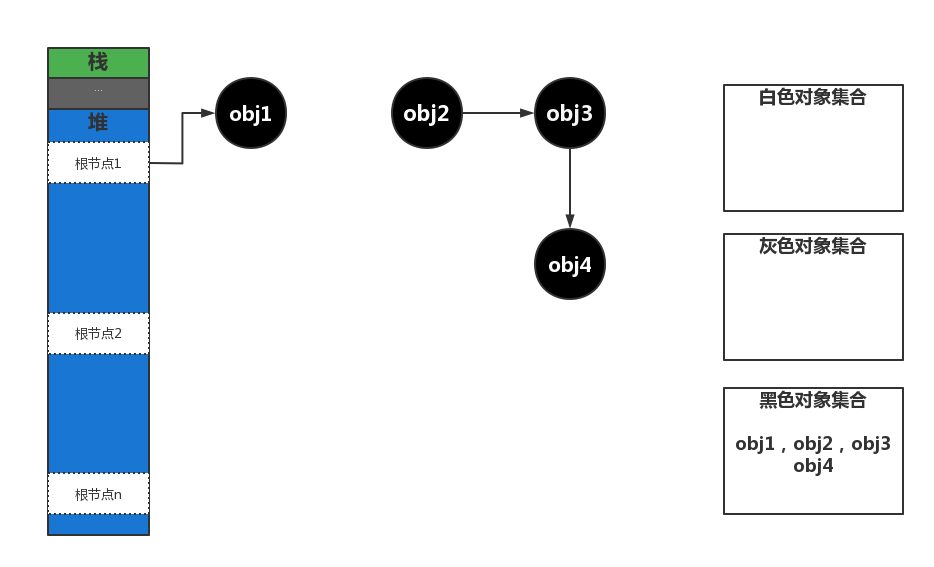 栈
...
堆
根节点1
根节点2
根节点n
obj1
obj2
obj3
obj4
白色对象集合
灰色对象集合
黑色对象集合
obj1，obj2，obj3
obj4